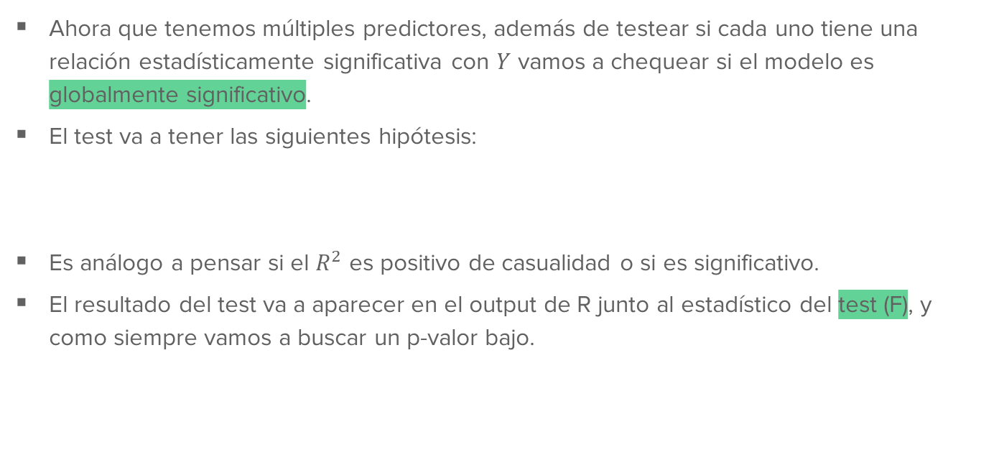 ▪ Ahora que tenemos múltiples predictores, además de testear si cada uno tiene una
relación estadísticamente significativa con Y vamos a chequear si el modelo es
globalmente significativo.
▪ El test va a tener las siguientes hipótesis:
▪ Es análogo a pensar si el R² es positivo de casualidad o si es significativo.
▪ El resultado del test va a aparecer en el output de R junto al estadístico del test (F), y
como siempre vamos a buscar un p-valor bajo.